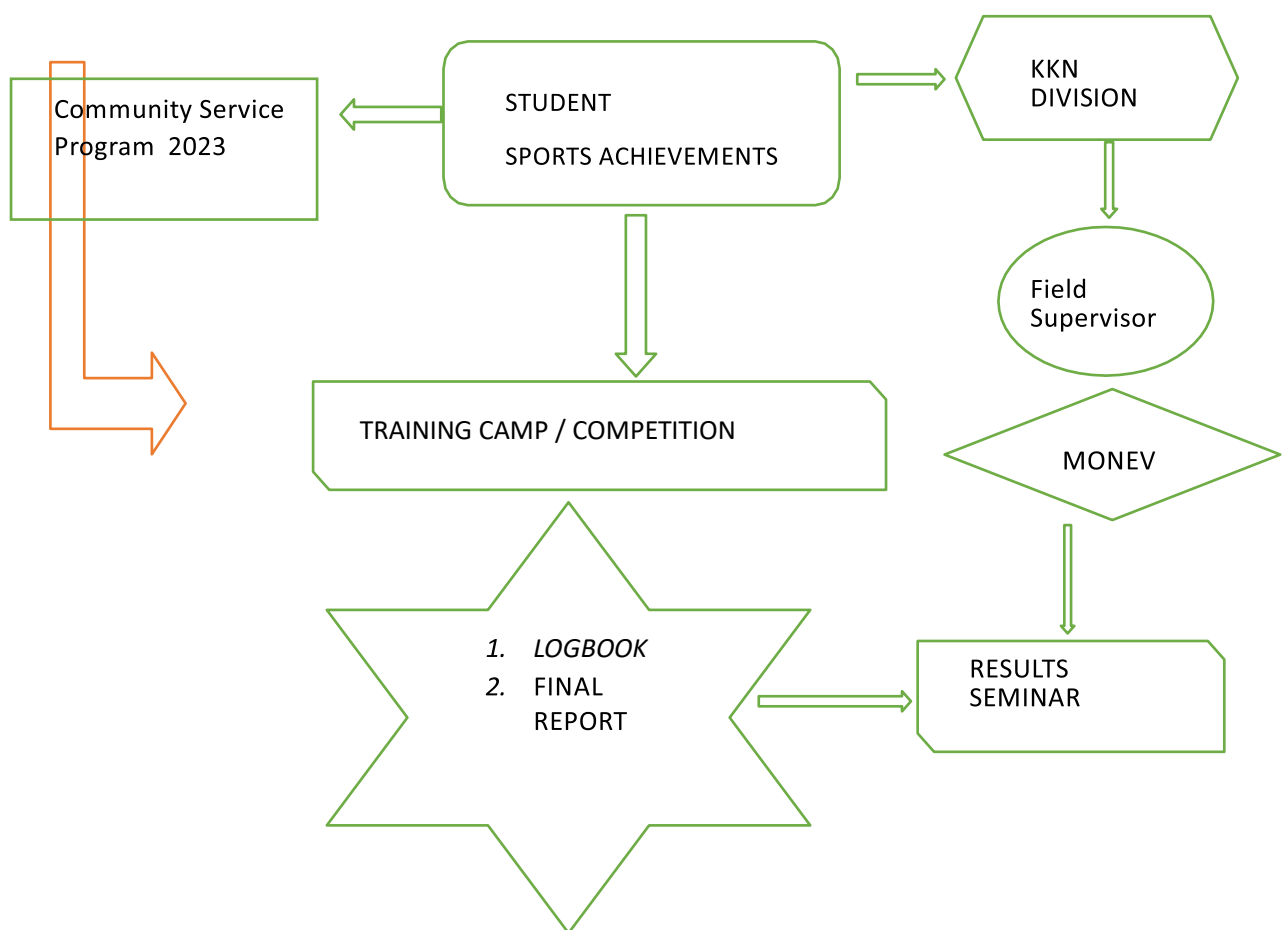 Community Service
Program 2023
STUDENT
SPORTS ACHIEVEMENTS
KKN
DIVISION
Field
Supervisor
TRAINING CAMP / COMPETITION
MONEV
1. LOGBOOK
2. FINAL
REPORT
RESULTS
SEMINAR